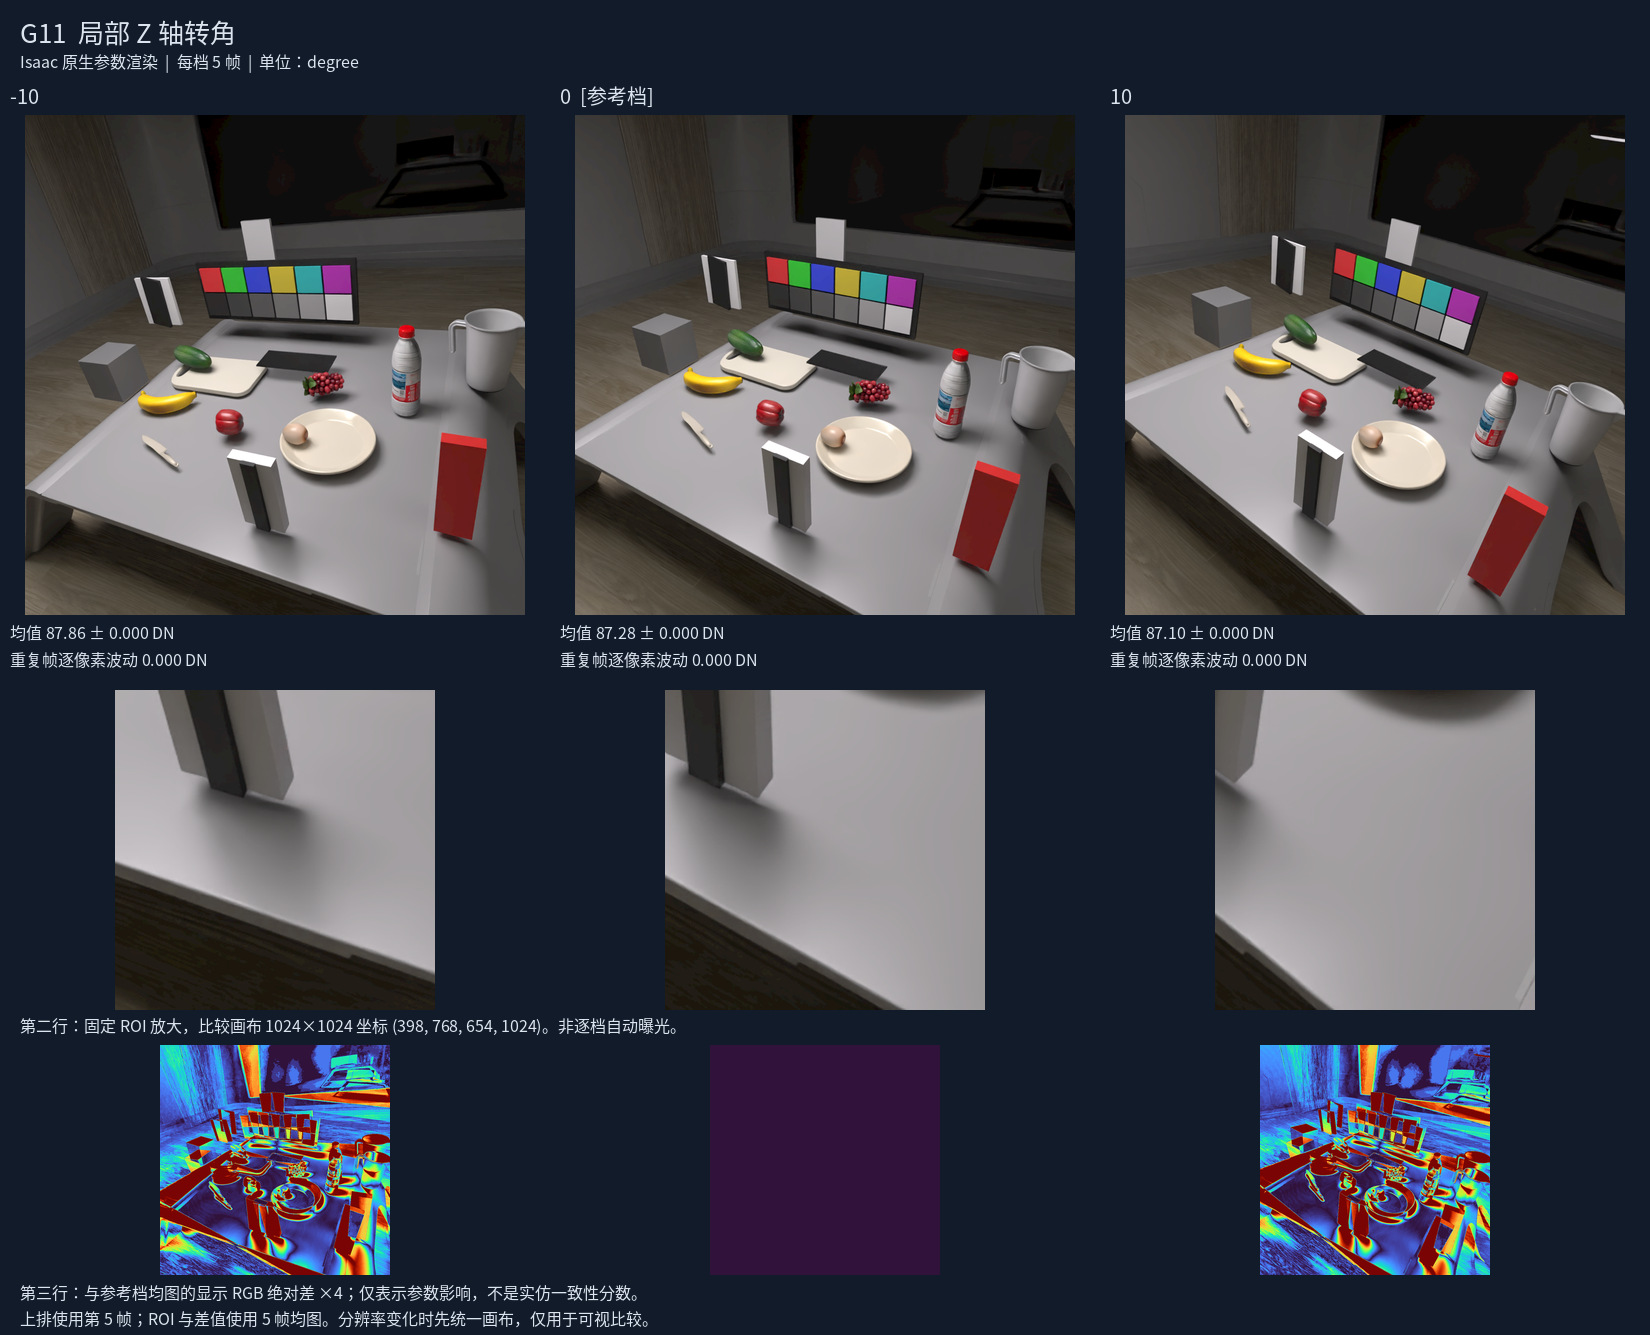 G11 局部 Z 轴转角
Isaac 原生参数渲染 | 每档 5 帧 | 单位：degree
-10
0 [参考档]
10
均值 87.86 ± 0.000 DN
重复帧逐像素波动 0.000 DN
均值 87.28 ± 0.000 DN
重复帧逐像素波动 0.000 DN
均值 87.10 ± 0.000 DN
重复帧逐像素波动 0.000 DN
第二行：固定 ROI 放大，比较画布 1024×1024 坐标 (398, 768, 654, 1024)。非逐档自动曝光。
第三行：与参考档均图的显示 RGB 绝对差 ×4；仅表示参数影响，不是实仿一致性分数。
上排使用第 5 帧；ROI 与差值使用 5 帧均图。分辨率变化时先统一画布，仅用于可视比较。